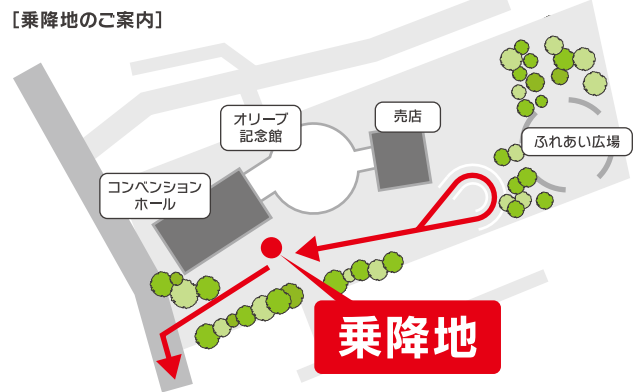 ［乗降地のご案内］
オリーブ
記念館
売店
ふれあい広場
コンベンション
ホール
乗降地